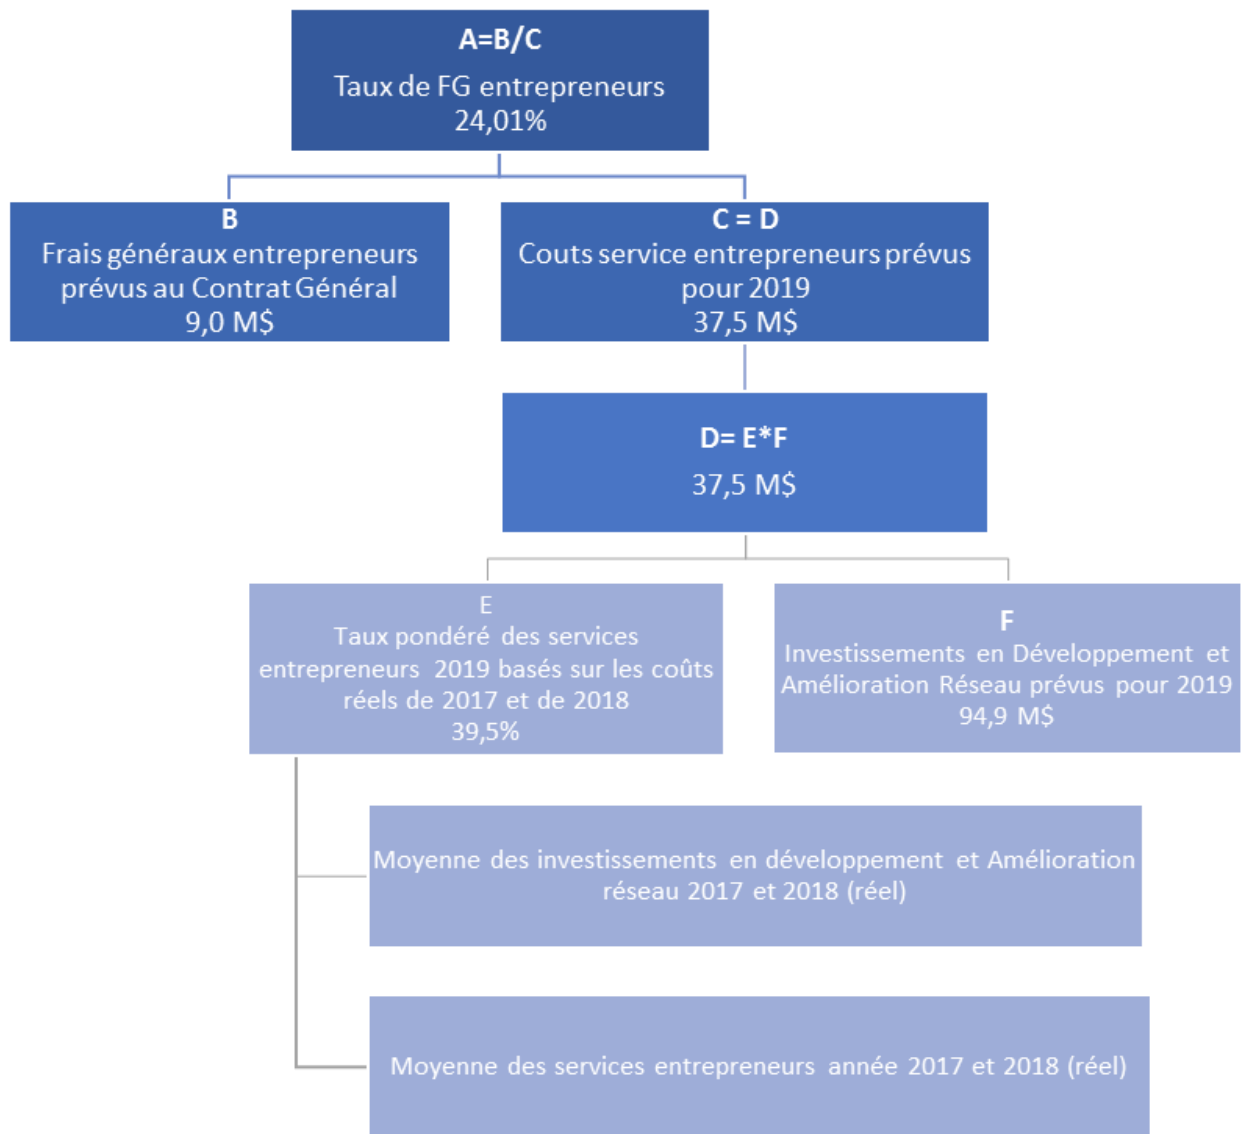 A=B/C
Taux de FG entrepreneurs
24,01%
B
Frais généraux entrepreneurs
prévus au Contrat Général
9,0 M$
C = D
Couts service entrepreneurs prévus
pour 2019
37,5 M$
D= E*F
37,5 M$
E
Taux pondéré des services
entrepreneurs 2019 basés sur les coûts
réels de 2017 et de 2018
39,5%
F
Investissements en Développement et
Amélioration Réseau prévus pour 2019
94,9 M$
Moyenne des investissements en développement et Amélioration
réseau 2017 et 2018 (réel)
Moyenne des services entrepreneurs année 2017 et 2018 (réel)